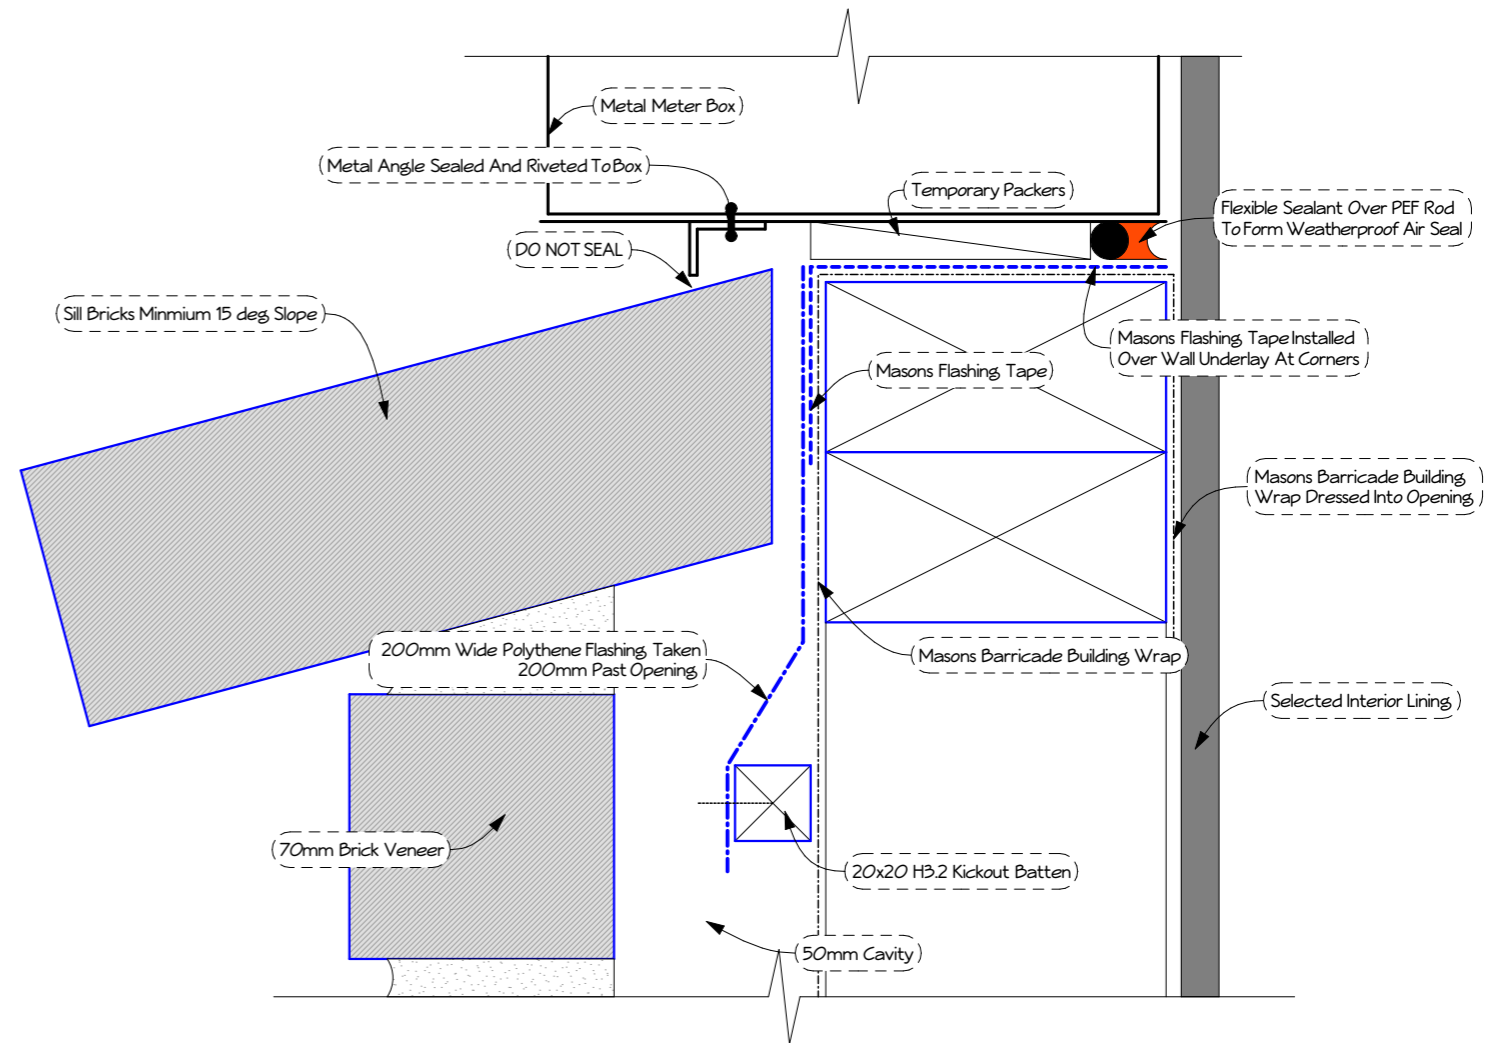 Metal Meter Box
Metal Angle Sealed And Riveted To Box
Temporary Packers
Flexible Sealant Over PEF Rod
To Form Weatherproof Air Seal
DO NOT SEAL
Sill Bricks Minmium 15 deg Slope
Masons Flashing Tape Installed
Over Wall Underlay At Corners
Masons Flashing Tape
Masons Barricade Building
Wrap Dressed Into Opening
200mm Wide Polythene Flashing Taken
200mm Past Opening
Masons Barricade Building Wrap
Selected Interior Lining
70mm Brick Veneer
20x20 H3.2 Kickout Batten
50mm Cavity